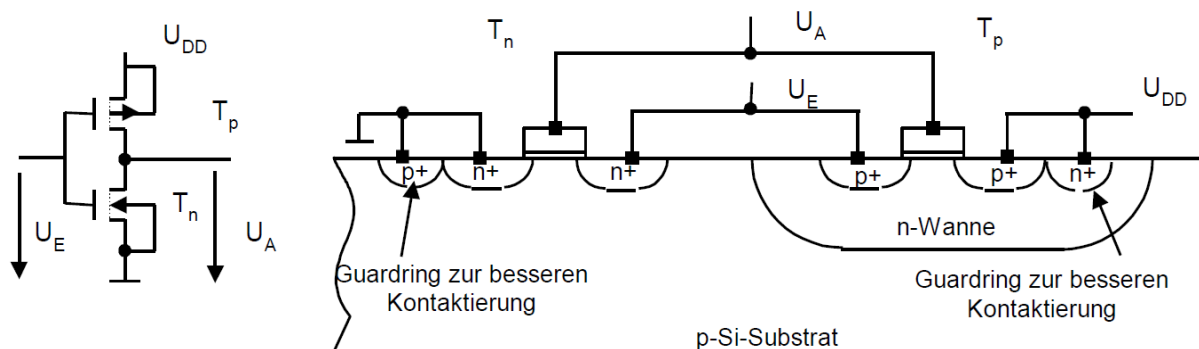 U_DD
T_p
T_n
U_E
U_A
T_n
U_A
T_p
U_E
U_DD
p+
n+
n+
p+
p+
n+
n-Wanne
Guardring zur besseren
Kontaktierung
Guardring zur besseren
Kontaktierung
p-Si-Substrat